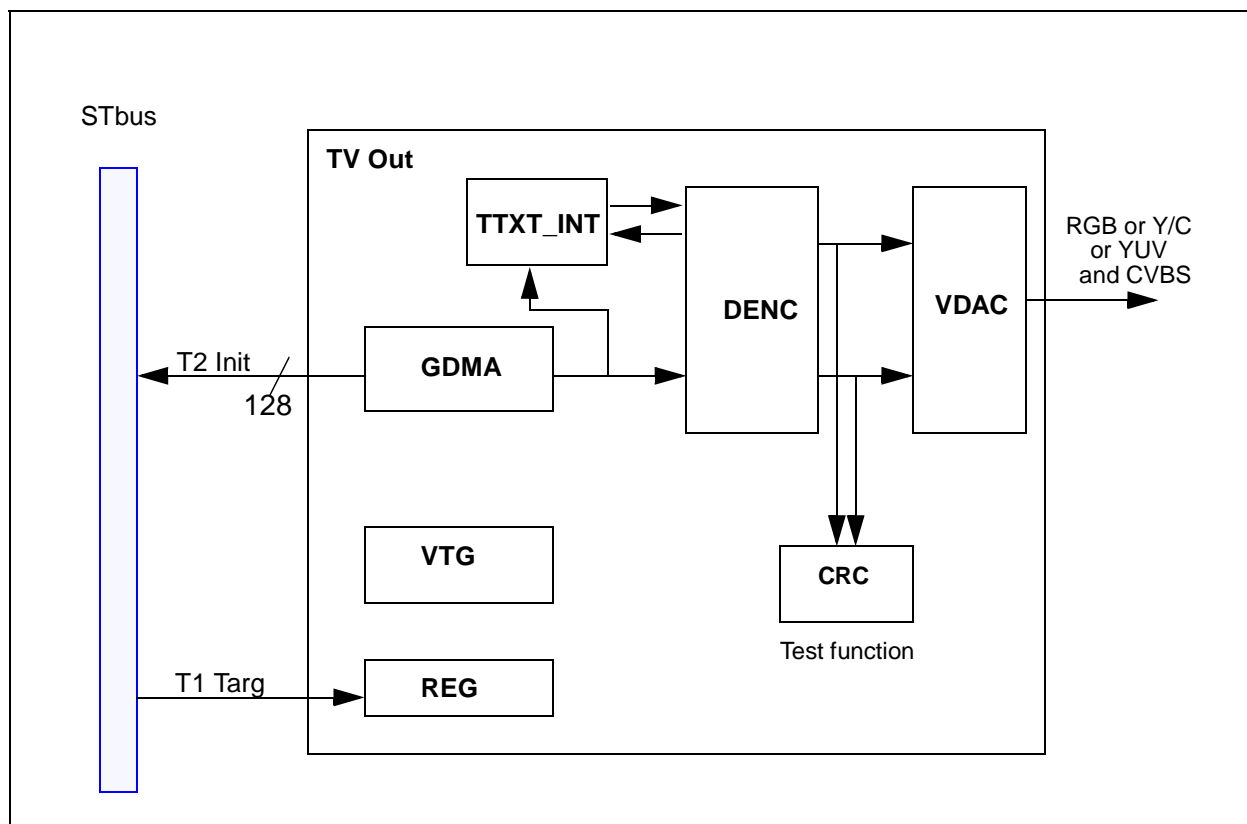 STbus
TV Out
TTXT_INT
DENC
VDAC
RGB or Y/C
or YUV
and CVBS
T2 Init
128
GDMA
VTG
CRC
Test function
T1 Targ
REG